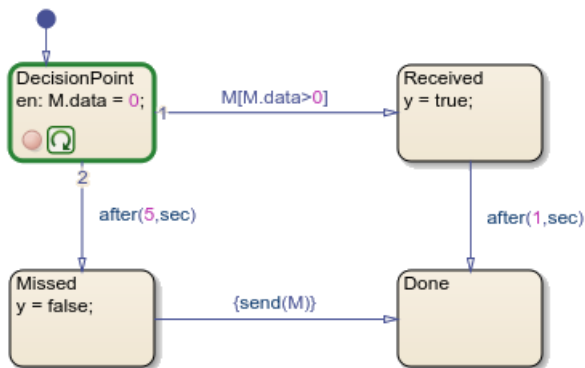 DecisionPoint
en: M.data = 0;
1
M[M.data>0]
Received
y = true;
2
after(5,sec)
after(1,sec)
Missed
y = false;
{send(M)}
Done